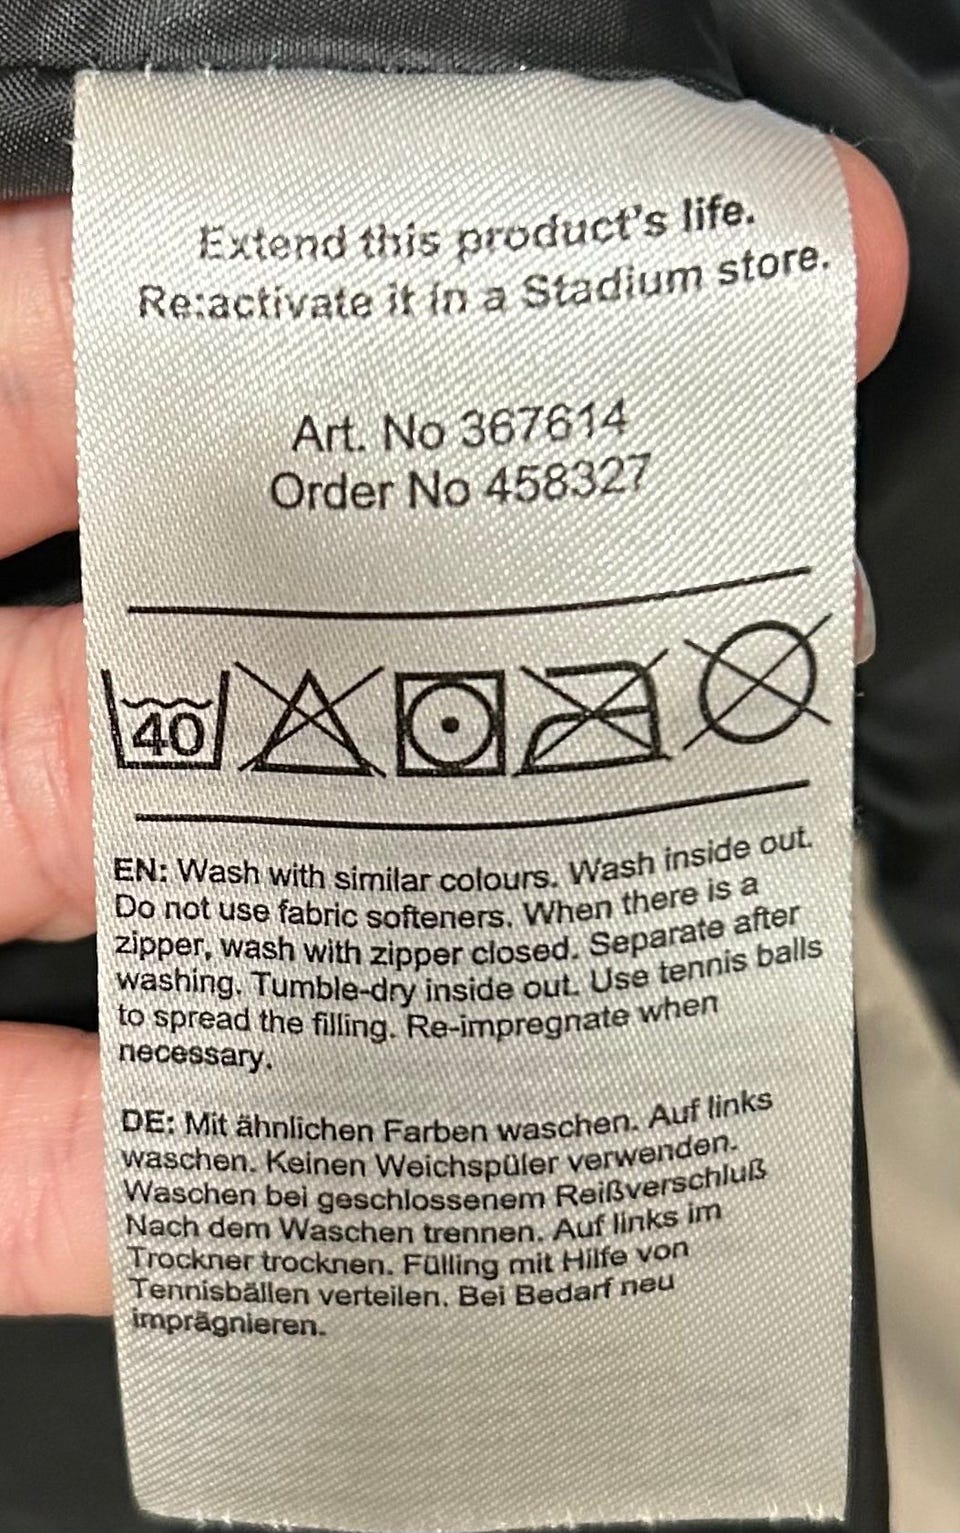 Extend this product's life.
Re:activate it in a Stadium store.
Art. No 367614
Order No 458327
40
EN: Wash with similar colours. Wash inside out.
Do not use fabric softeners. When there is a
zipper, wash with zipper closed. Separate after
washing. Tumble-dry inside out. Use tennis balls
to spread the filling. Re-impregnate when
necessary.
DE: Mit ähnlichen Farben waschen. Auf links
waschen. Keinen Weichspüler verwenden.
Waschen bei geschlossenem Reißverschluß
Nach dem Waschen trennen. Auf links im
Trockner trocknen. Fülling mit Hilfe von
Tennisbällen verteilen. Bei Bedarf neu
imprägnieren.